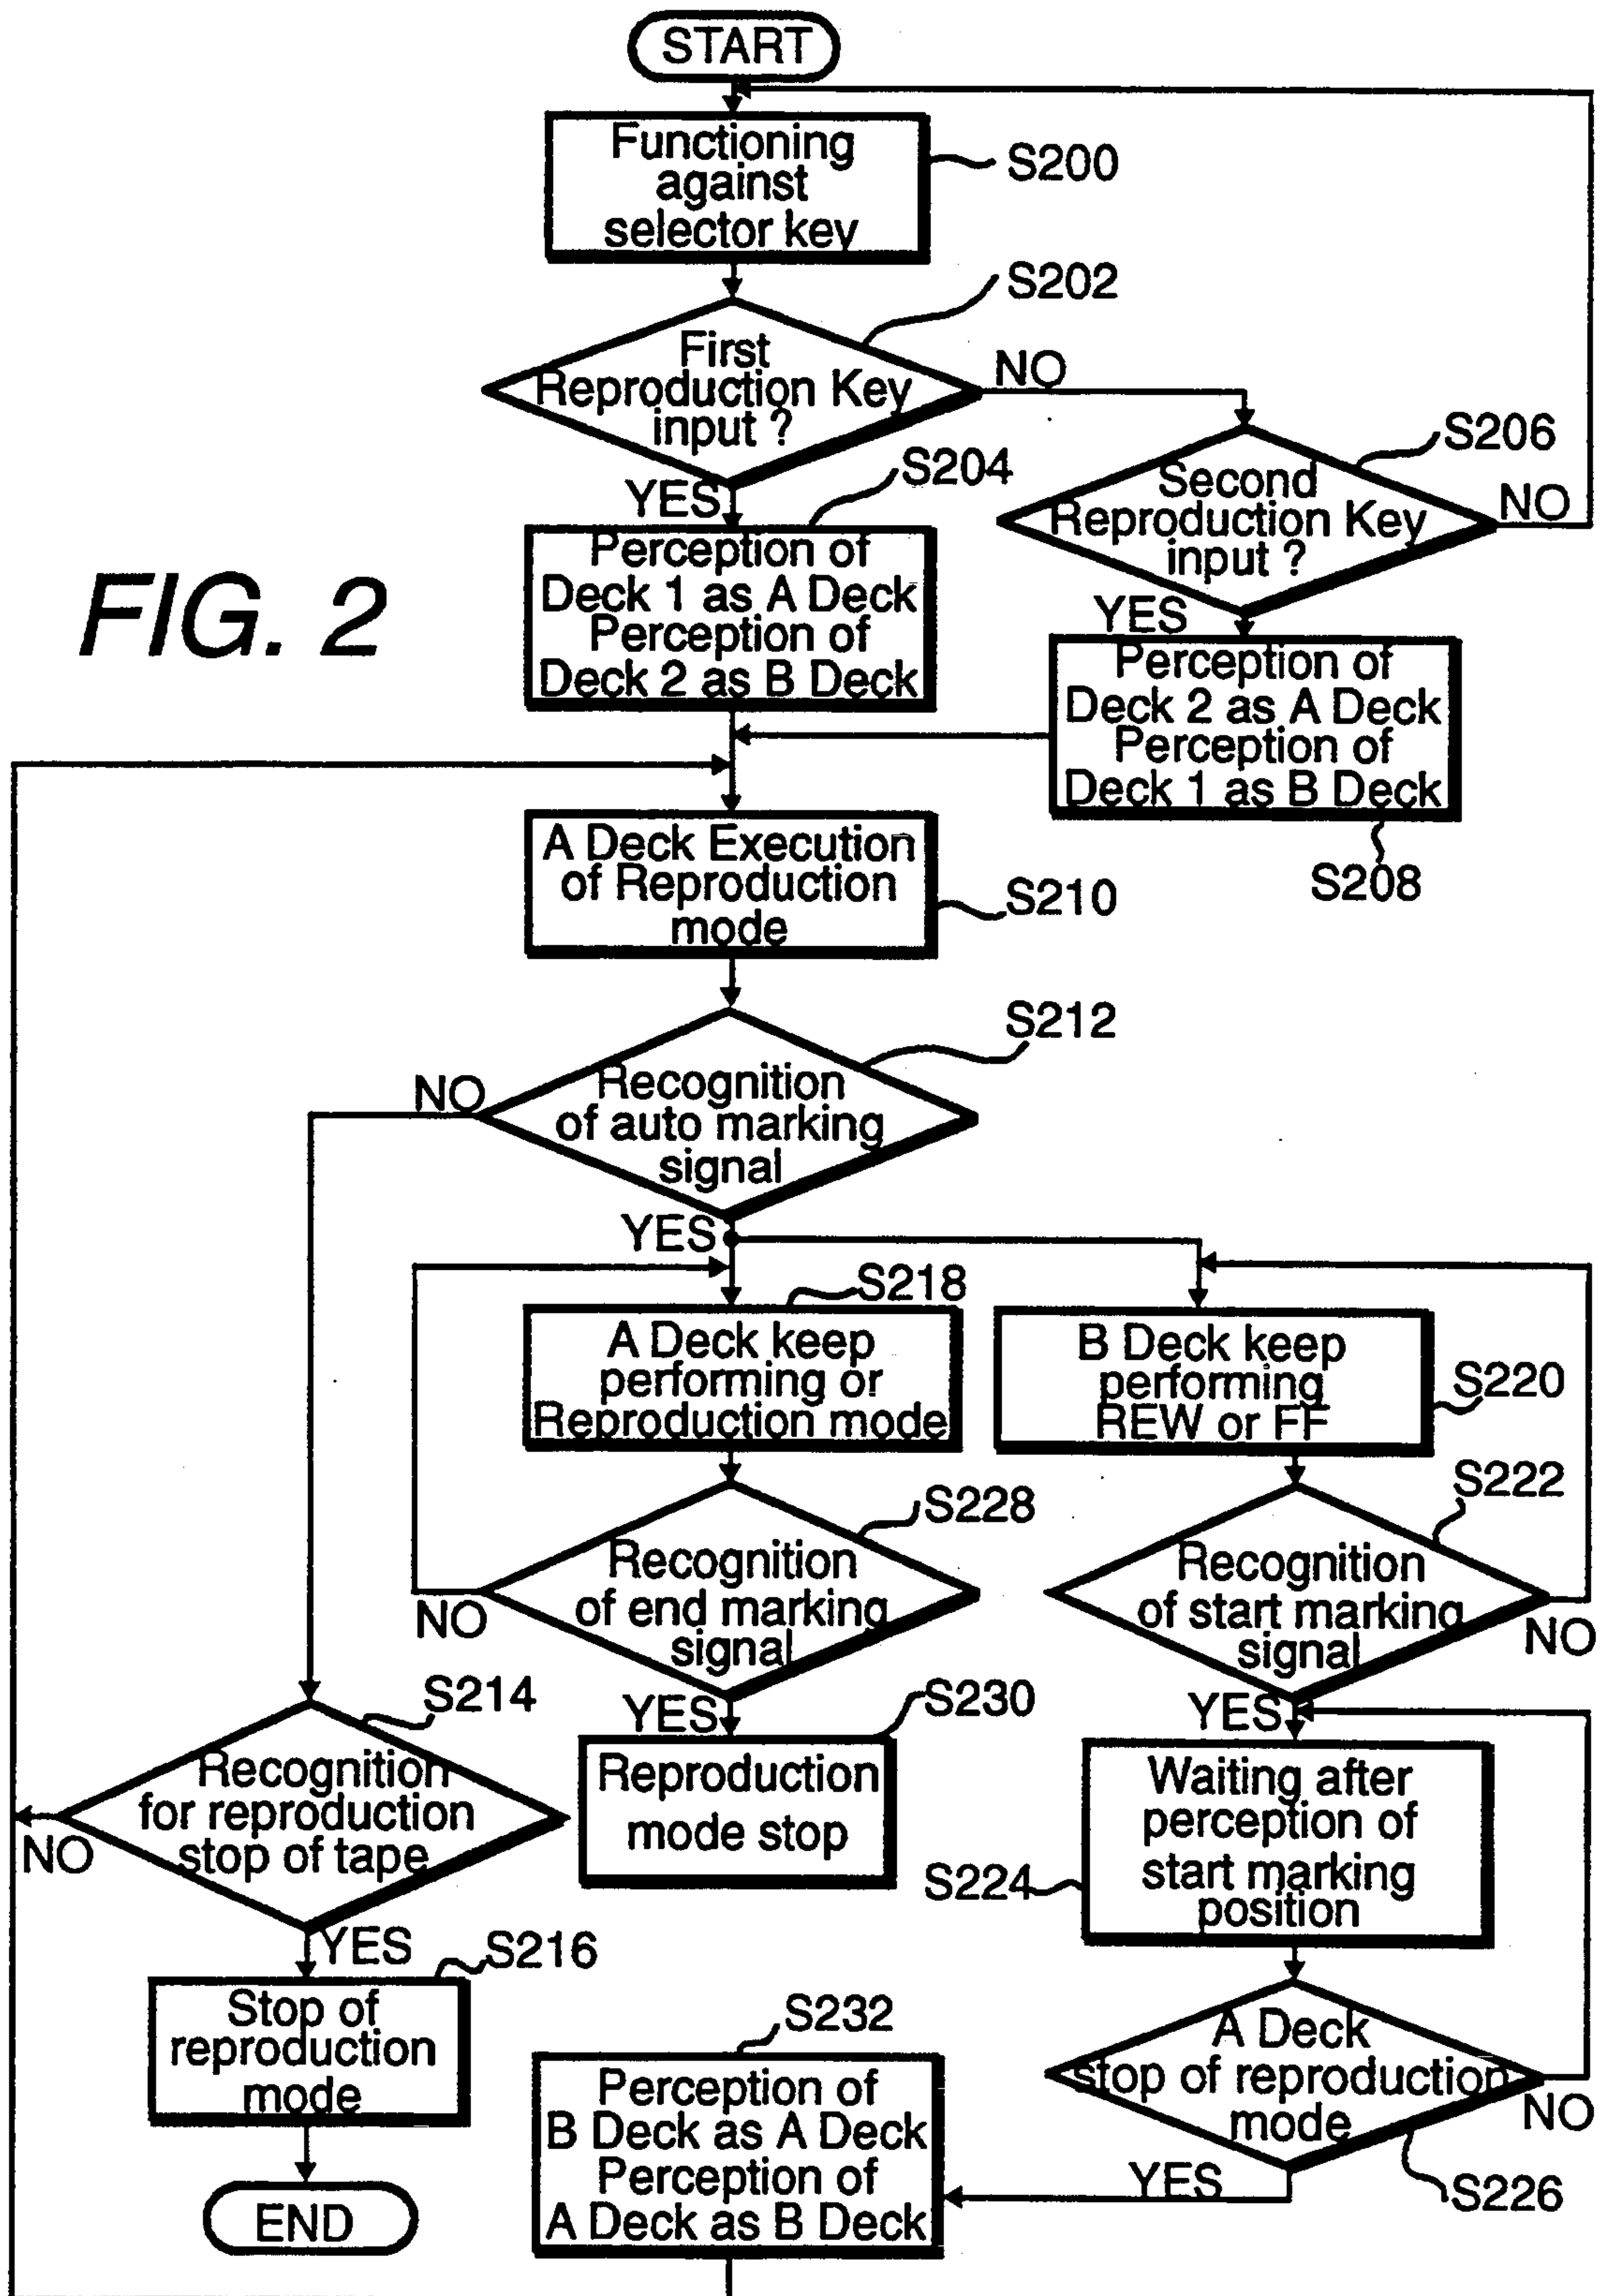 START
Functioning
against
selector key
S200
S202
First
Reproduction Key
input ?
NO
S206
Second
Reproduction Key
input ?
NO
YES
S204
Perception of
Deck 1 as A Deck
Perception of
Deck 2 as B Deck
FIG. 2
YES
Perception of
Deck 2 as A Deck
Perception of
Deck 1 as B Deck
S208
A Deck Execution
of Reproduction
mode
S210
S212
Recognition
of auto marking
signal
NO
YES
S218
A Deck keep
performing or
Reproduction mode
B Deck keep
performing
REW or FF
S220
S228
Recognition
of end marking
signal
NO
S222
Recognition
of start marking
signal
NO
S214
Recognition
for reproduction
stop of tape
NO
YES
S230
Reproduction
mode stop
YES
Waiting after
perception of
start marking
position
S224
YES
S216
Stop of
reproduction
mode
END
S232
Perception of
B Deck as A Deck
Perception of
A Deck as B Deck
A Deck
stop of reproduction
mode
NO
YES
S226